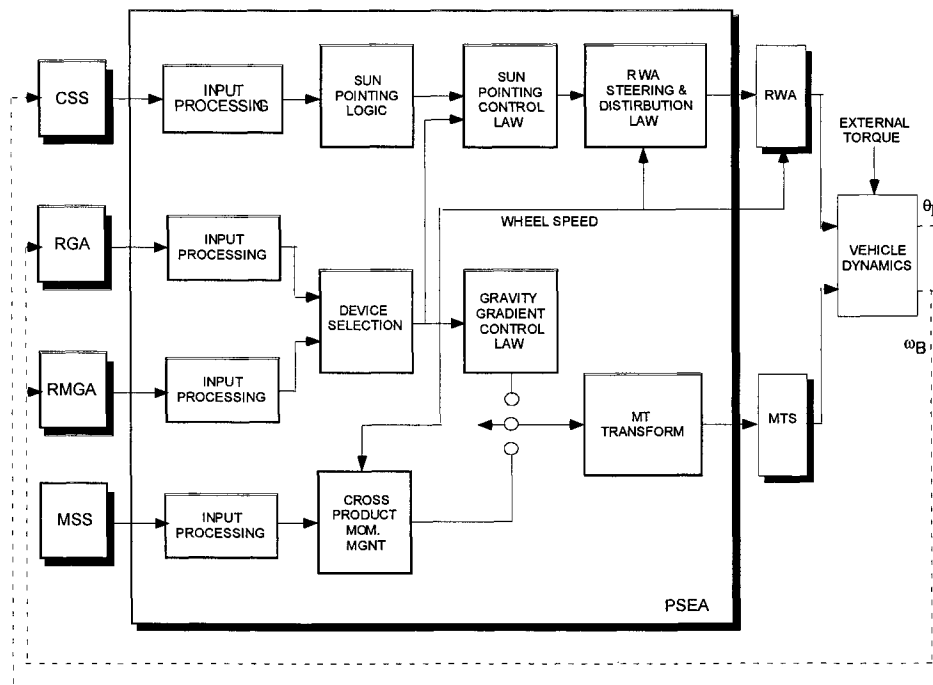 CSS
INPUT
PROCESSING
SUN
POINTING
LOGIC
SUN
POINTING
CONTROL
LAW
RWA
STEERING &
DISTIRBUTION
LAW
RWA
EXTERNAL
TORQUE
RGA
INPUT
PROCESSING
WHEEL SPEED
VEHICLE
DYNAMICS
DEVICE
SELECTION
GRAVITY
GRADIENT
CONTROL
LAW
ωB
RMGA
INPUT
PROCESSING
MT
TRANSFORM
MTS
MSS
INPUT
PROCESSING
CROSS
PRODUCT
MOM.
MGNT
PSEA